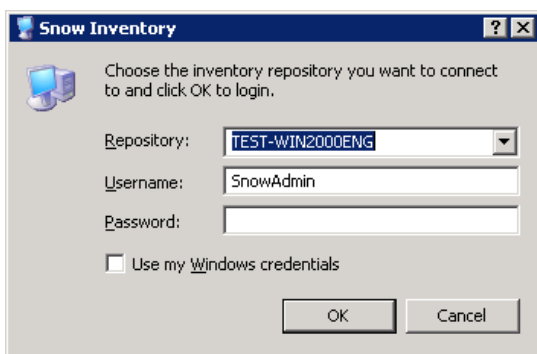 Snow Inventory
Choose the inventory repository you want to connect
to and click OK to login.
Repository: TEST-WIN2000ENG
Username: SnowAdmin
Password:
Use my Windows credentials
OK Cancel